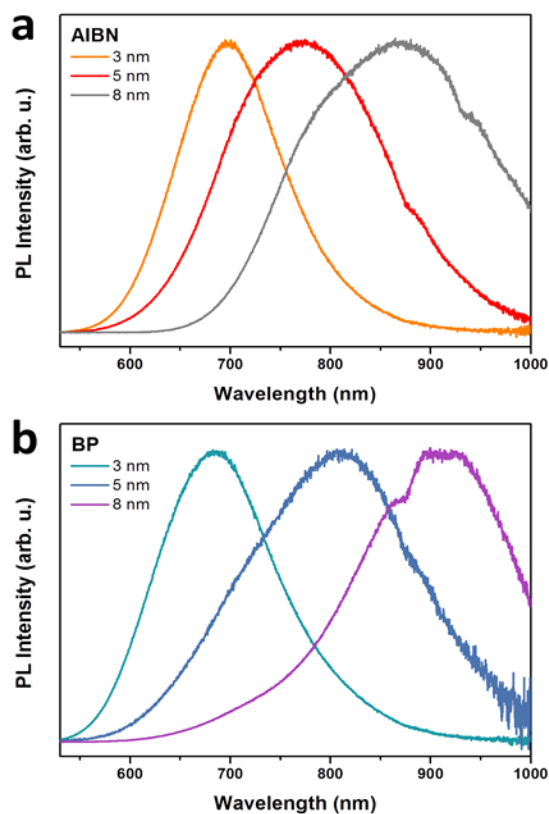 a
AIBN
3 nm
5 nm
8 nm
PL Intensity (arb. u.)
600 700 800 900 1000
Wavelength (nm)
b
BP
3 nm
5 nm
8 nm
PL Intensity (arb. u.)
600 700 800 900 1000
Wavelength (nm)